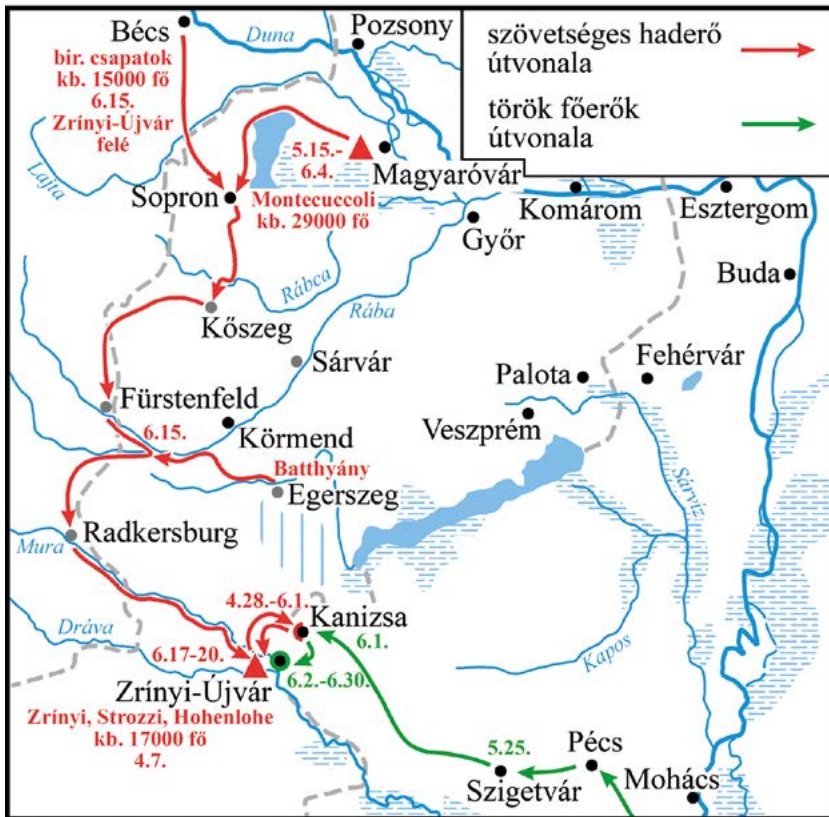 Bécs
bir. csapatok
kb. 15000 fő
6.15.
Zrínyi-Újvár
felé
Duna
Pozsony
szövetséges haderő
útvonala
török főerők
útvonala
Lajta
5.15.-
6.4.
Magyaróvár
Sopron
Montecuccoli
kb. 29000 fő
Győr
Komárom
Esztergom
Buda
Rábca
Rába
Kőszeg
Sárvár
Palota
Fehérvár
Fürstenfeld
6.15.
Körmend
Veszprém
Batthyány
Egerszeg
Sárvíz
Radkersburg
Mura
4.28.-6.1.
Kanizsa
Dráva
6.1.
6.17-20.
6.2.-6.30.
Kapos
Zrínyi-Újvár
Zrínyi, Strozzi, Hohenlohe
kb. 17000 fő
4.7.
5.25.
Pécs
Szigetvár
Mohács